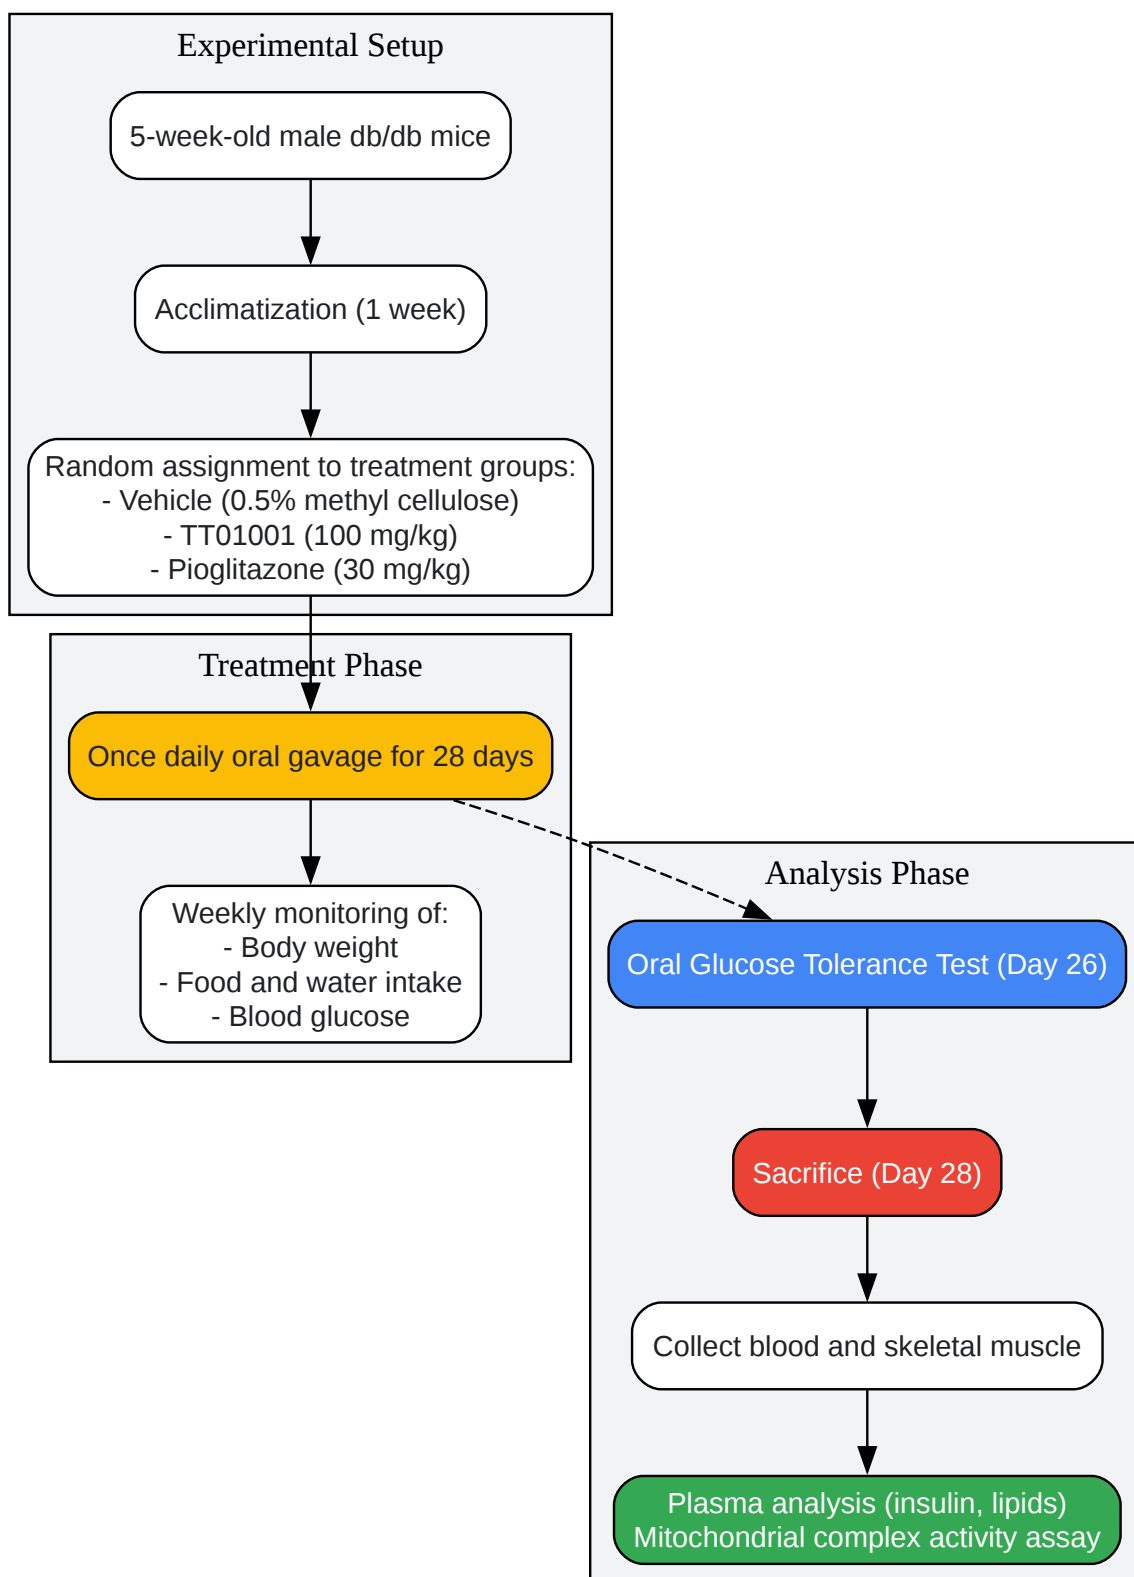 Experimental Setup
5-week-old male db/db mice
Acclimatization (1 week)
Random assignment to treatment groups:
- Vehicle (0.5% methyl cellulose)
- TT01001 (100 mg/kg)
- Pioglitazone (30 mg/kg)
Treatment Phase
Once daily oral gavage for 28 days
Weekly monitoring of:
- Body weight
- Food and water intake
- Blood glucose
Analysis Phase
Oral Glucose Tolerance Test (Day 26)
Sacrifice (Day 28)
Collect blood and skeletal muscle
Plasma analysis (insulin, lipids)
Mitochondrial complex activity assay